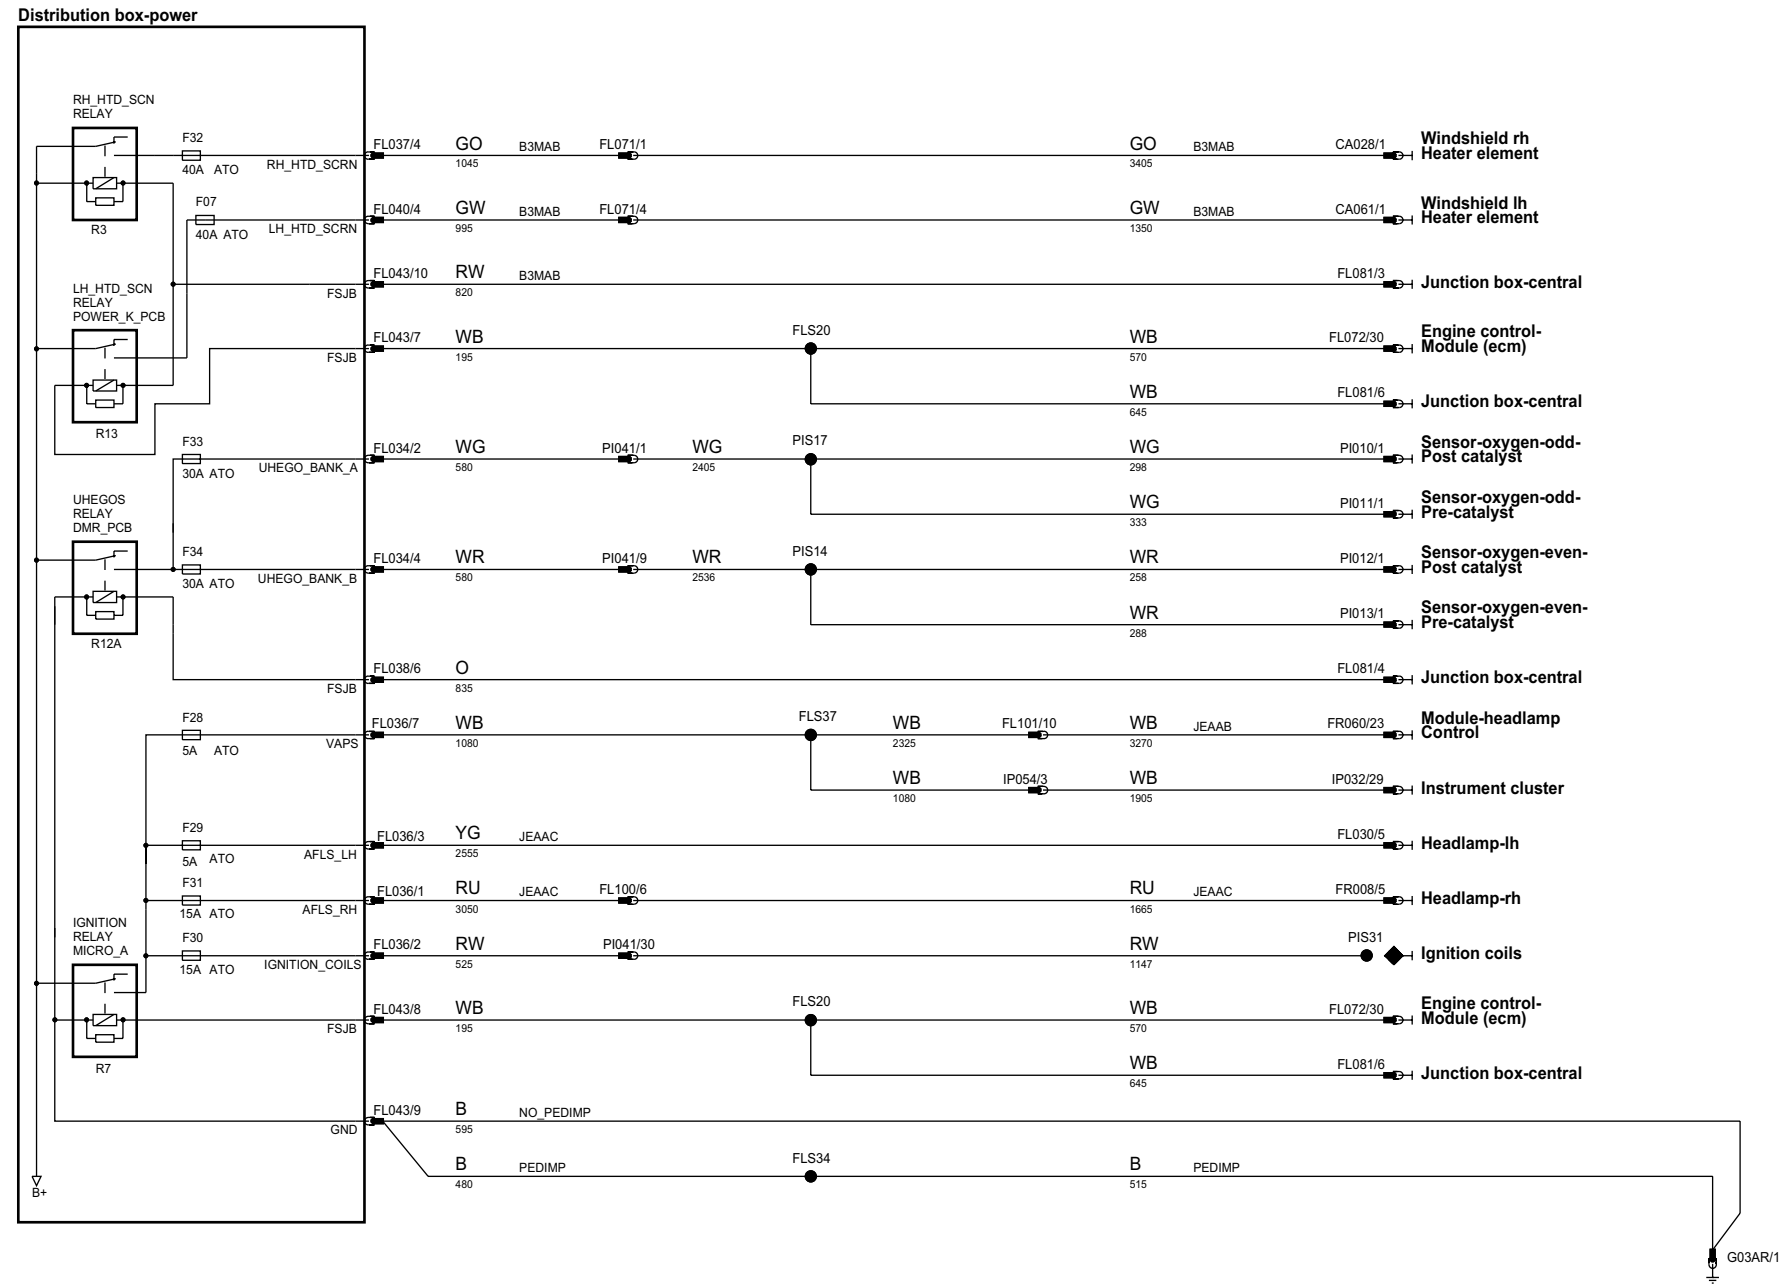 Distribution box-power
RH_HTD_SCN
RELAY
F32
40A ATO
RH_HTD_SCRN
R3
FL037/4
GO
1045
B3MAB
FL071/1
GO
3405
B3MAB
CA028/1
Windshield rh
Heater element
F07
40A ATO
LH_HTD_SCRN
FL040/4
GW
995
B3MAB
FL071/4
GW
1350
B3MAB
CA061/1
Windshield lh
Heater element
FSJB
FL043/10
RW
820
B3MAB
FL081/3
Junction box-central
LH_HTD_SCN
RELAY
POWER_K_PCB
R13
FSJB
FL043/7
WB
195
FLS20
WB
570
FL072/30
Engine control-
Module (ecm)
WB
645
FL081/6
Junction box-central
F33
30A ATO
UHEGO_BANK_A
FL034/2
WG
580
PI041/1
WG
2405
PIS17
WG
298
PI010/1
Sensor-oxygen-odd-
Post catalyst
WG
333
PI011/1
Sensor-oxygen-odd-
Pre-catalyst
UHEGOS
RELAY
DMR_PCB
R12A
F34
30A ATO
UHEGO_BANK_B
FL034/4
WR
580
PI041/9
WR
2536
PIS14
WR
258
PI012/1
Sensor-oxygen-even-
Post catalyst
WR
288
PI013/1
Sensor-oxygen-even-
Pre-catalyst
FSJB
FL038/6
O
835
FL081/4
Junction box-central
F28
5A ATO
VAPS
FL036/7
WB
1080
FLS37
WB
2325
FL101/10
WB
3270
JEAAB
FR060/23
Module-headlamp
Control
WB
1080
IP054/3
WB
1905
IP032/29
Instrument cluster
F29
5A ATO
AFLS_LH
FL036/3
YG
2555
JEAAC
FL030/5
Headlamp-lh
F31
15A ATO
AFLS_RH
FL036/1
RU
3050
JEAAC
FL100/6
RU
1665
JEAAC
FR008/5
Headlamp-rh
IGNITION
RELAY
MICRO_A
R7
F30
15A ATO
IGNITION_COILS
FL036/2
RW
525
PI041/30
RW
1147
PIS31
Ignition coils
FSJB
FL043/8
WB
195
FLS20
WB
570
FL072/30
Engine control-
Module (ecm)
WB
645
FL081/6
Junction box-central
GND
FL043/9
B
595
NO_PEDIMP
B
480
PEDIMP
FLS34
B
515
PEDIMP
B+
G03AR/1